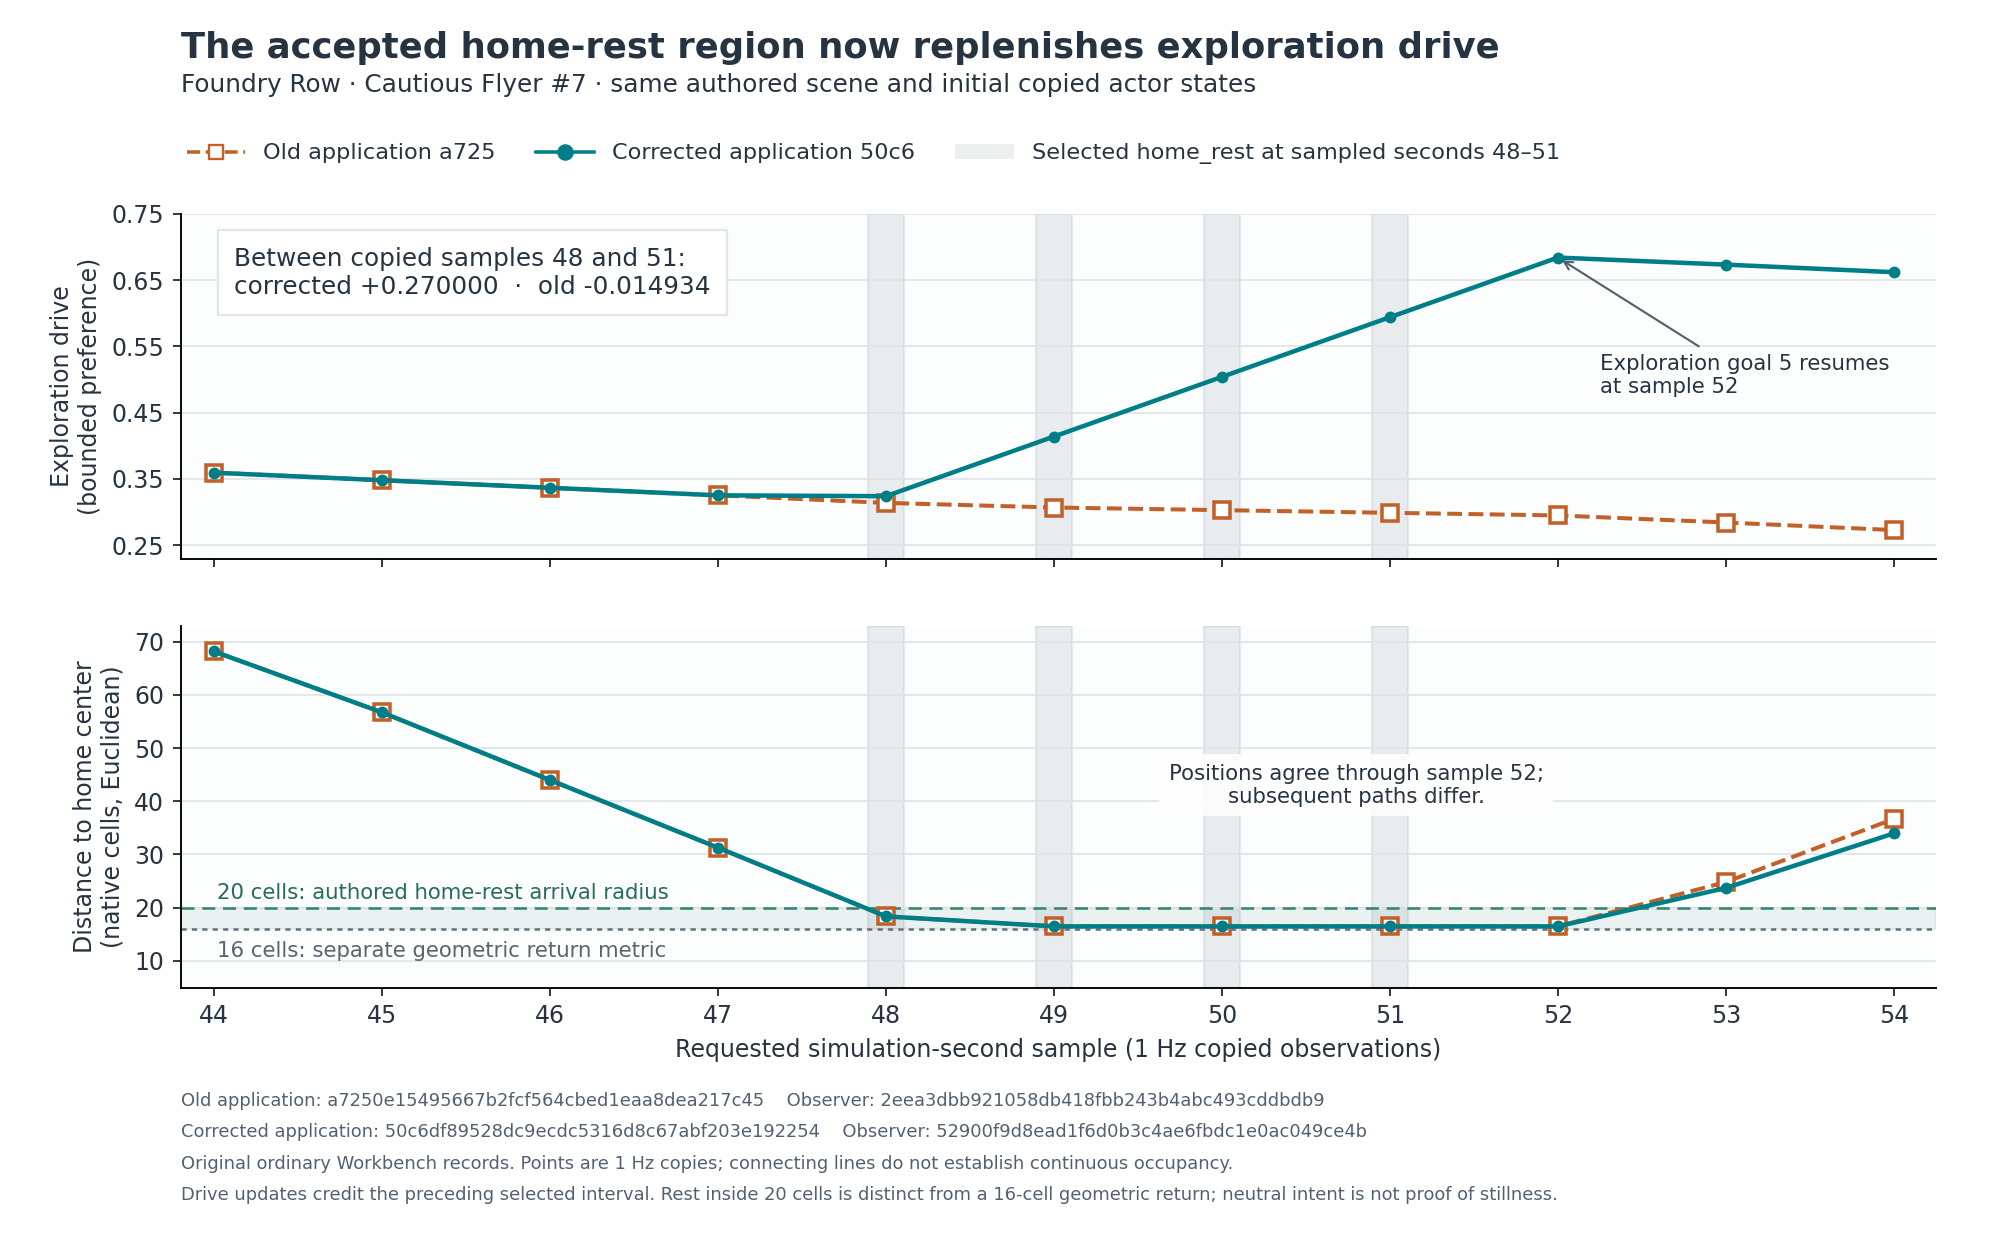 The accepted home-rest region now replenishes exploration drive
Foundry Row · Cautious Flyer #7 · same authored scene and initial copied actor states
Old application a725
Corrected application 50c6
Selected home_rest at sampled seconds 48–51
Exploration drive
(bounded preference)
0.75
0.65
0.55
0.45
0.35
0.25
Between copied samples 48 and 51:
corrected +0.270000 · old -0.014934
Exploration goal 5 resumes
at sample 52
Distance to home center
(native cells, Euclidean)
70
60
50
40
30
20
10
Positions agree through sample 52;
subsequent paths differ.
20 cells: authored home-rest arrival radius
16 cells: separate geometric return metric
44 45 46 47 48 49 50 51 52 53 54
Requested simulation-second sample (1 Hz copied observations)
Old application: a7250e15495667b2fcf564cbed1eaa8dea217c45 Observer: 2eea3dbb921058db418fbb243b4abc493cddbdb9
Corrected application: 50c6df89528dc9ecdc5316d8c67abf203e192254 Observer: 52900f9d8ead1f6d0b3c4ae6fbdc1e0ac049ce4b
Original ordinary Workbench records. Points are 1 Hz copies; connecting lines do not establish continuous occupancy.
Drive updates credit the preceding selected interval. Rest inside 20 cells is distinct from a 16-cell geometric return; neutral intent is not proof of stillness.